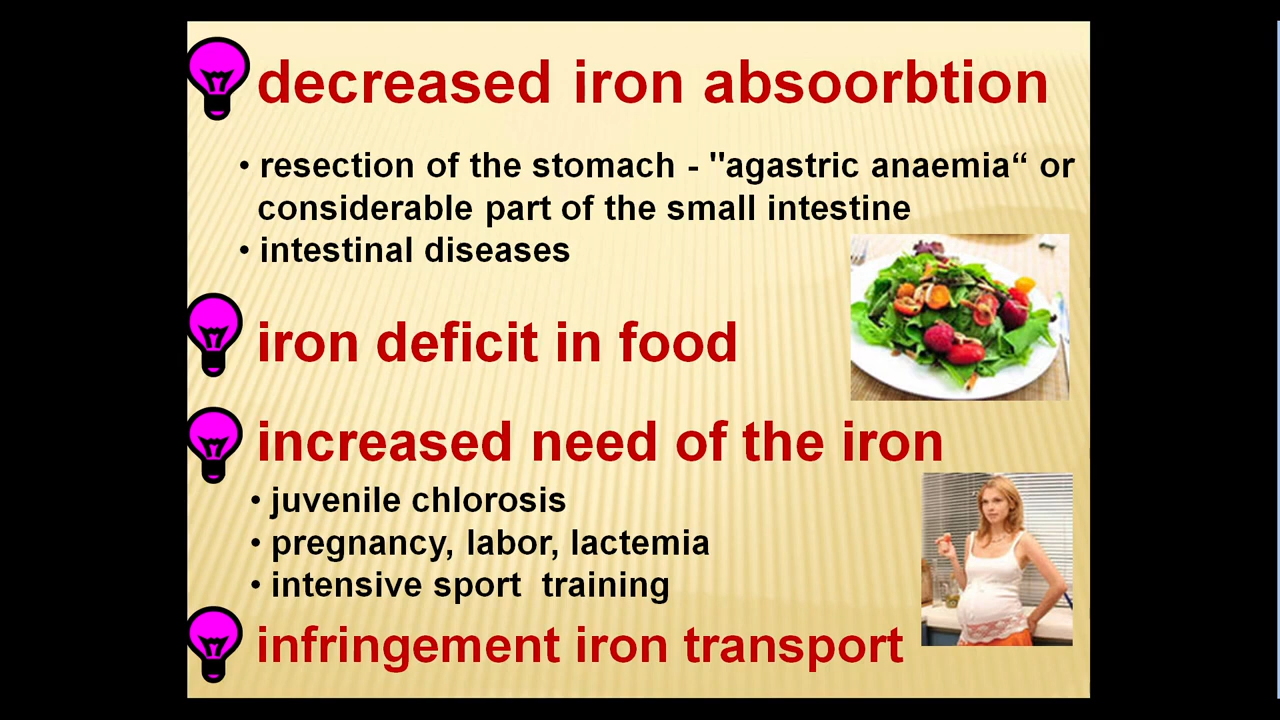 decreased iron absoorbtion
• resection of the stomach - "agastric anaemia“ or
considerable part of the small intestine
• intestinal diseases
iron deficit in food
increased need of the iron
• juvenile chlorosis
• pregnancy, labor, lactemia
• intensive sport  training
infringement iron transport